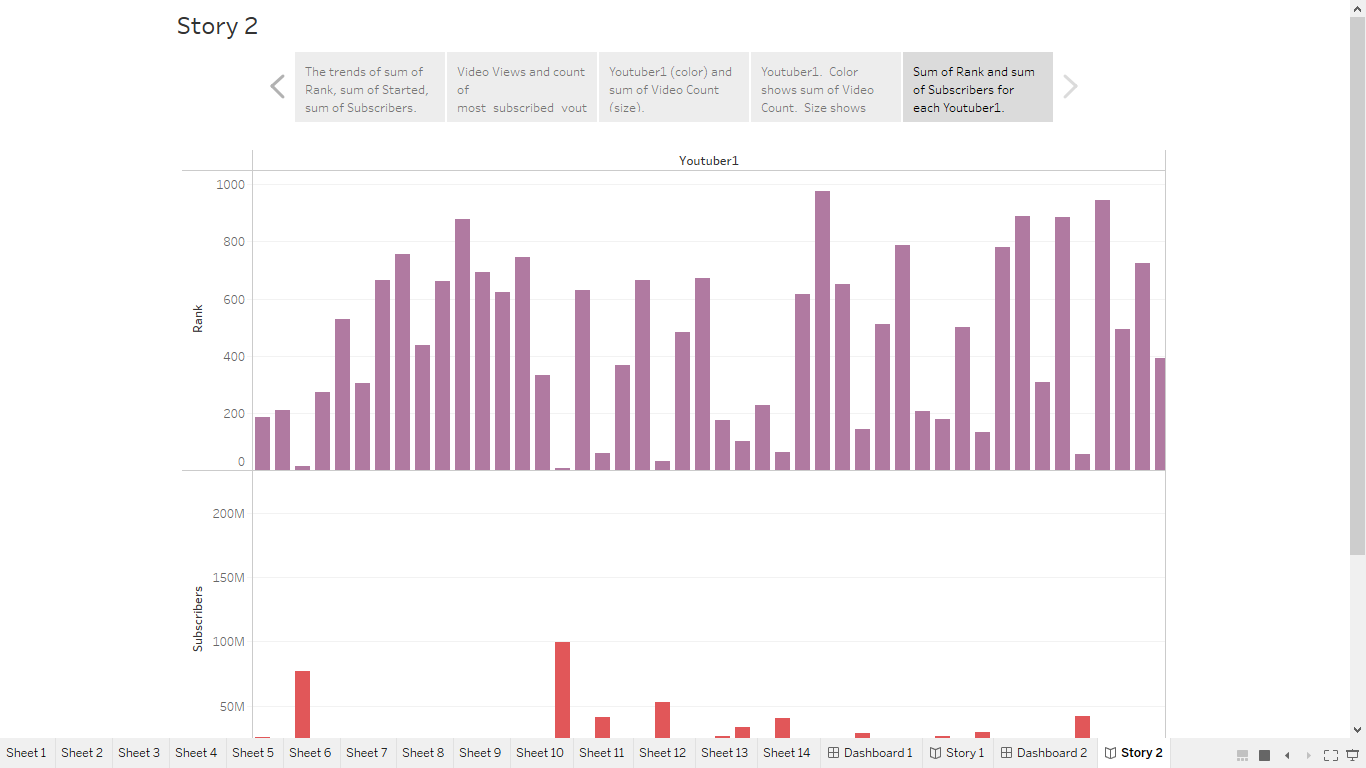 Story 2
The trends of sum of
Rank, sum of Started,
sum of Subscribers.
Video Views and count
of
most_subscribed_yout
Youtuber1 (color) and
sum of Video Count
(size).
Youtuber1.  Color
shows sum of Video
Count.  Size shows
Sum of Rank and sum
of Subscribers for
each Youtuber1.
Youtuber1
Rank
1000
800
600
400
200
0
Subscribers
200M
150M
100M
50M
Sheet 1
Sheet 2
Sheet 3
Sheet 4
Sheet 5
Sheet 6
Sheet 7
Sheet 8
Sheet 9
Sheet 10
Sheet 11
Sheet 12
Sheet 13
Sheet 14
Dashboard 1
Story 1
Dashboard 2
Story 2